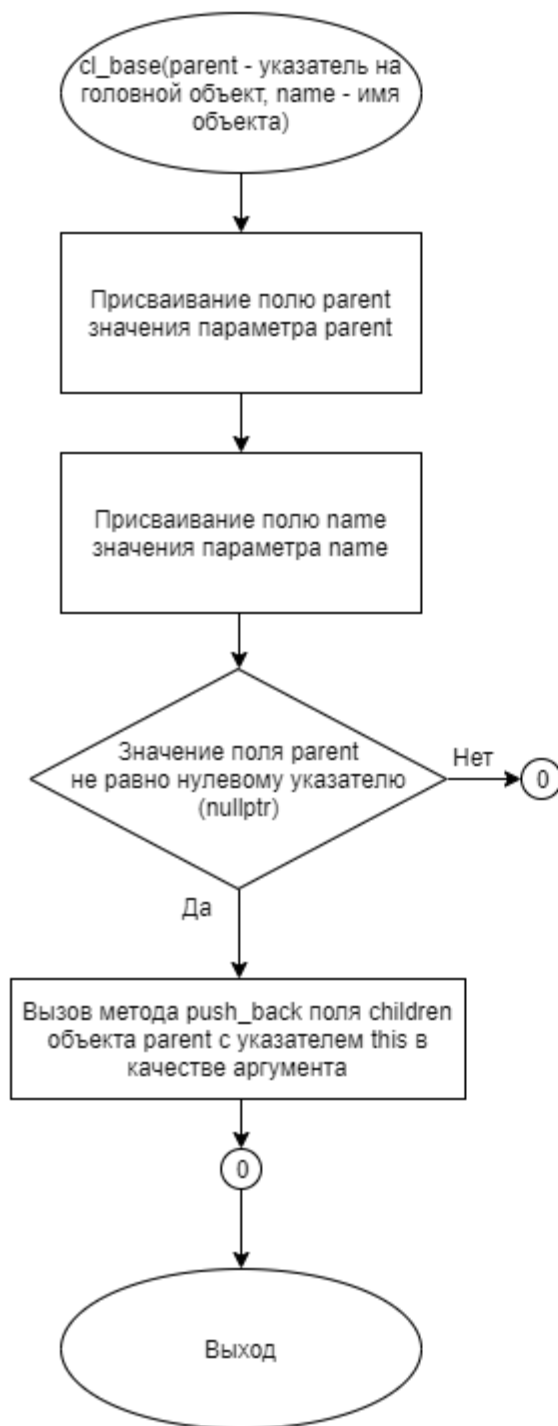 cl_base(parent - указатель на
головной объект, name - имя
объекта)
Присваивание полю parent
значения параметра parent
Присваивание полю name
значения параметра name
Значение поля parent
не равно нулевому указателю
(nullptr)
Нет
0
Да
Вызов метода push_back поля children
объекта parent с указателем this в
качестве аргумента
0
Выход